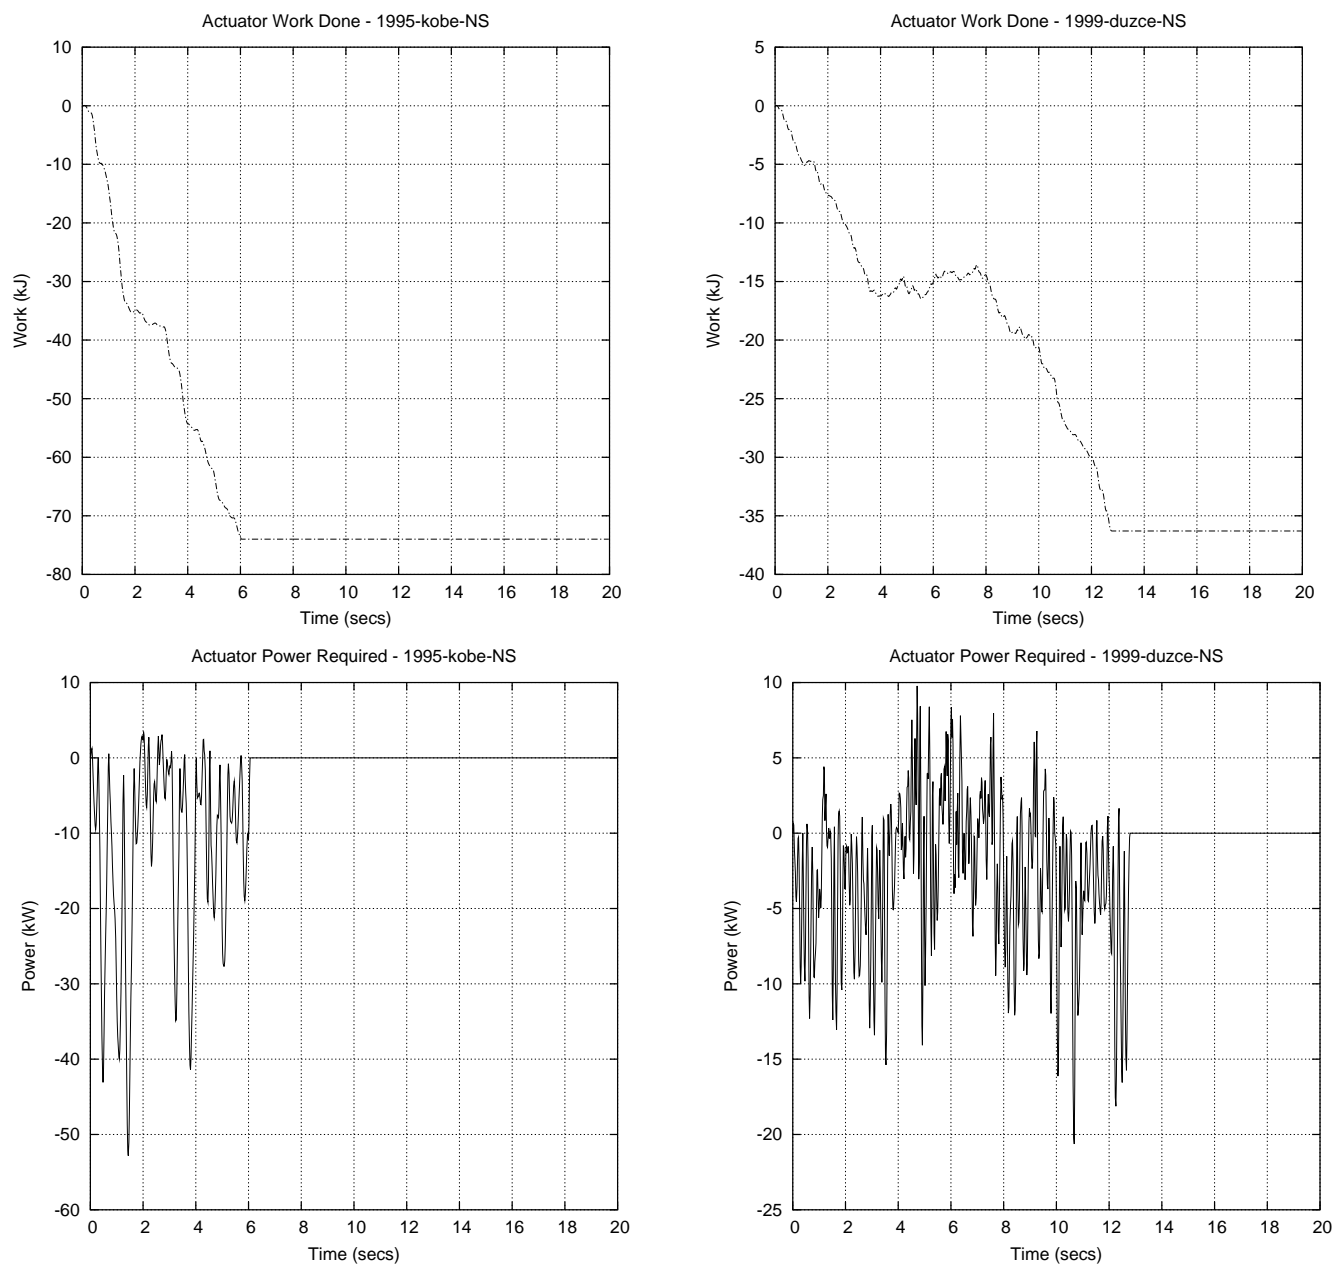 Actuator Work Done - 1995-kobe-NS
10
0
-10
-20
-30
-40
-50
-60
-70
-80
Work (kJ)
0 2 4 6 8 10 12 14 16 18 20
Time (secs)
Actuator Work Done - 1999-duzce-NS
5
0
-5
-10
-15
-20
-25
-30
-35
-40
Work (kJ)
0 2 4 6 8 10 12 14 16 18 20
Time (secs)
Actuator Power Required - 1995-kobe-NS
10
0
-10
-20
-30
-40
-50
-60
Power (kW)
0 2 4 6 8 10 12 14 16 18 20
Time (secs)
Actuator Power Required - 1999-duzce-NS
10
5
0
-5
-10
-15
-20
-25
Power (kW)
0 2 4 6 8 10 12 14 16 18 20
Time (secs)